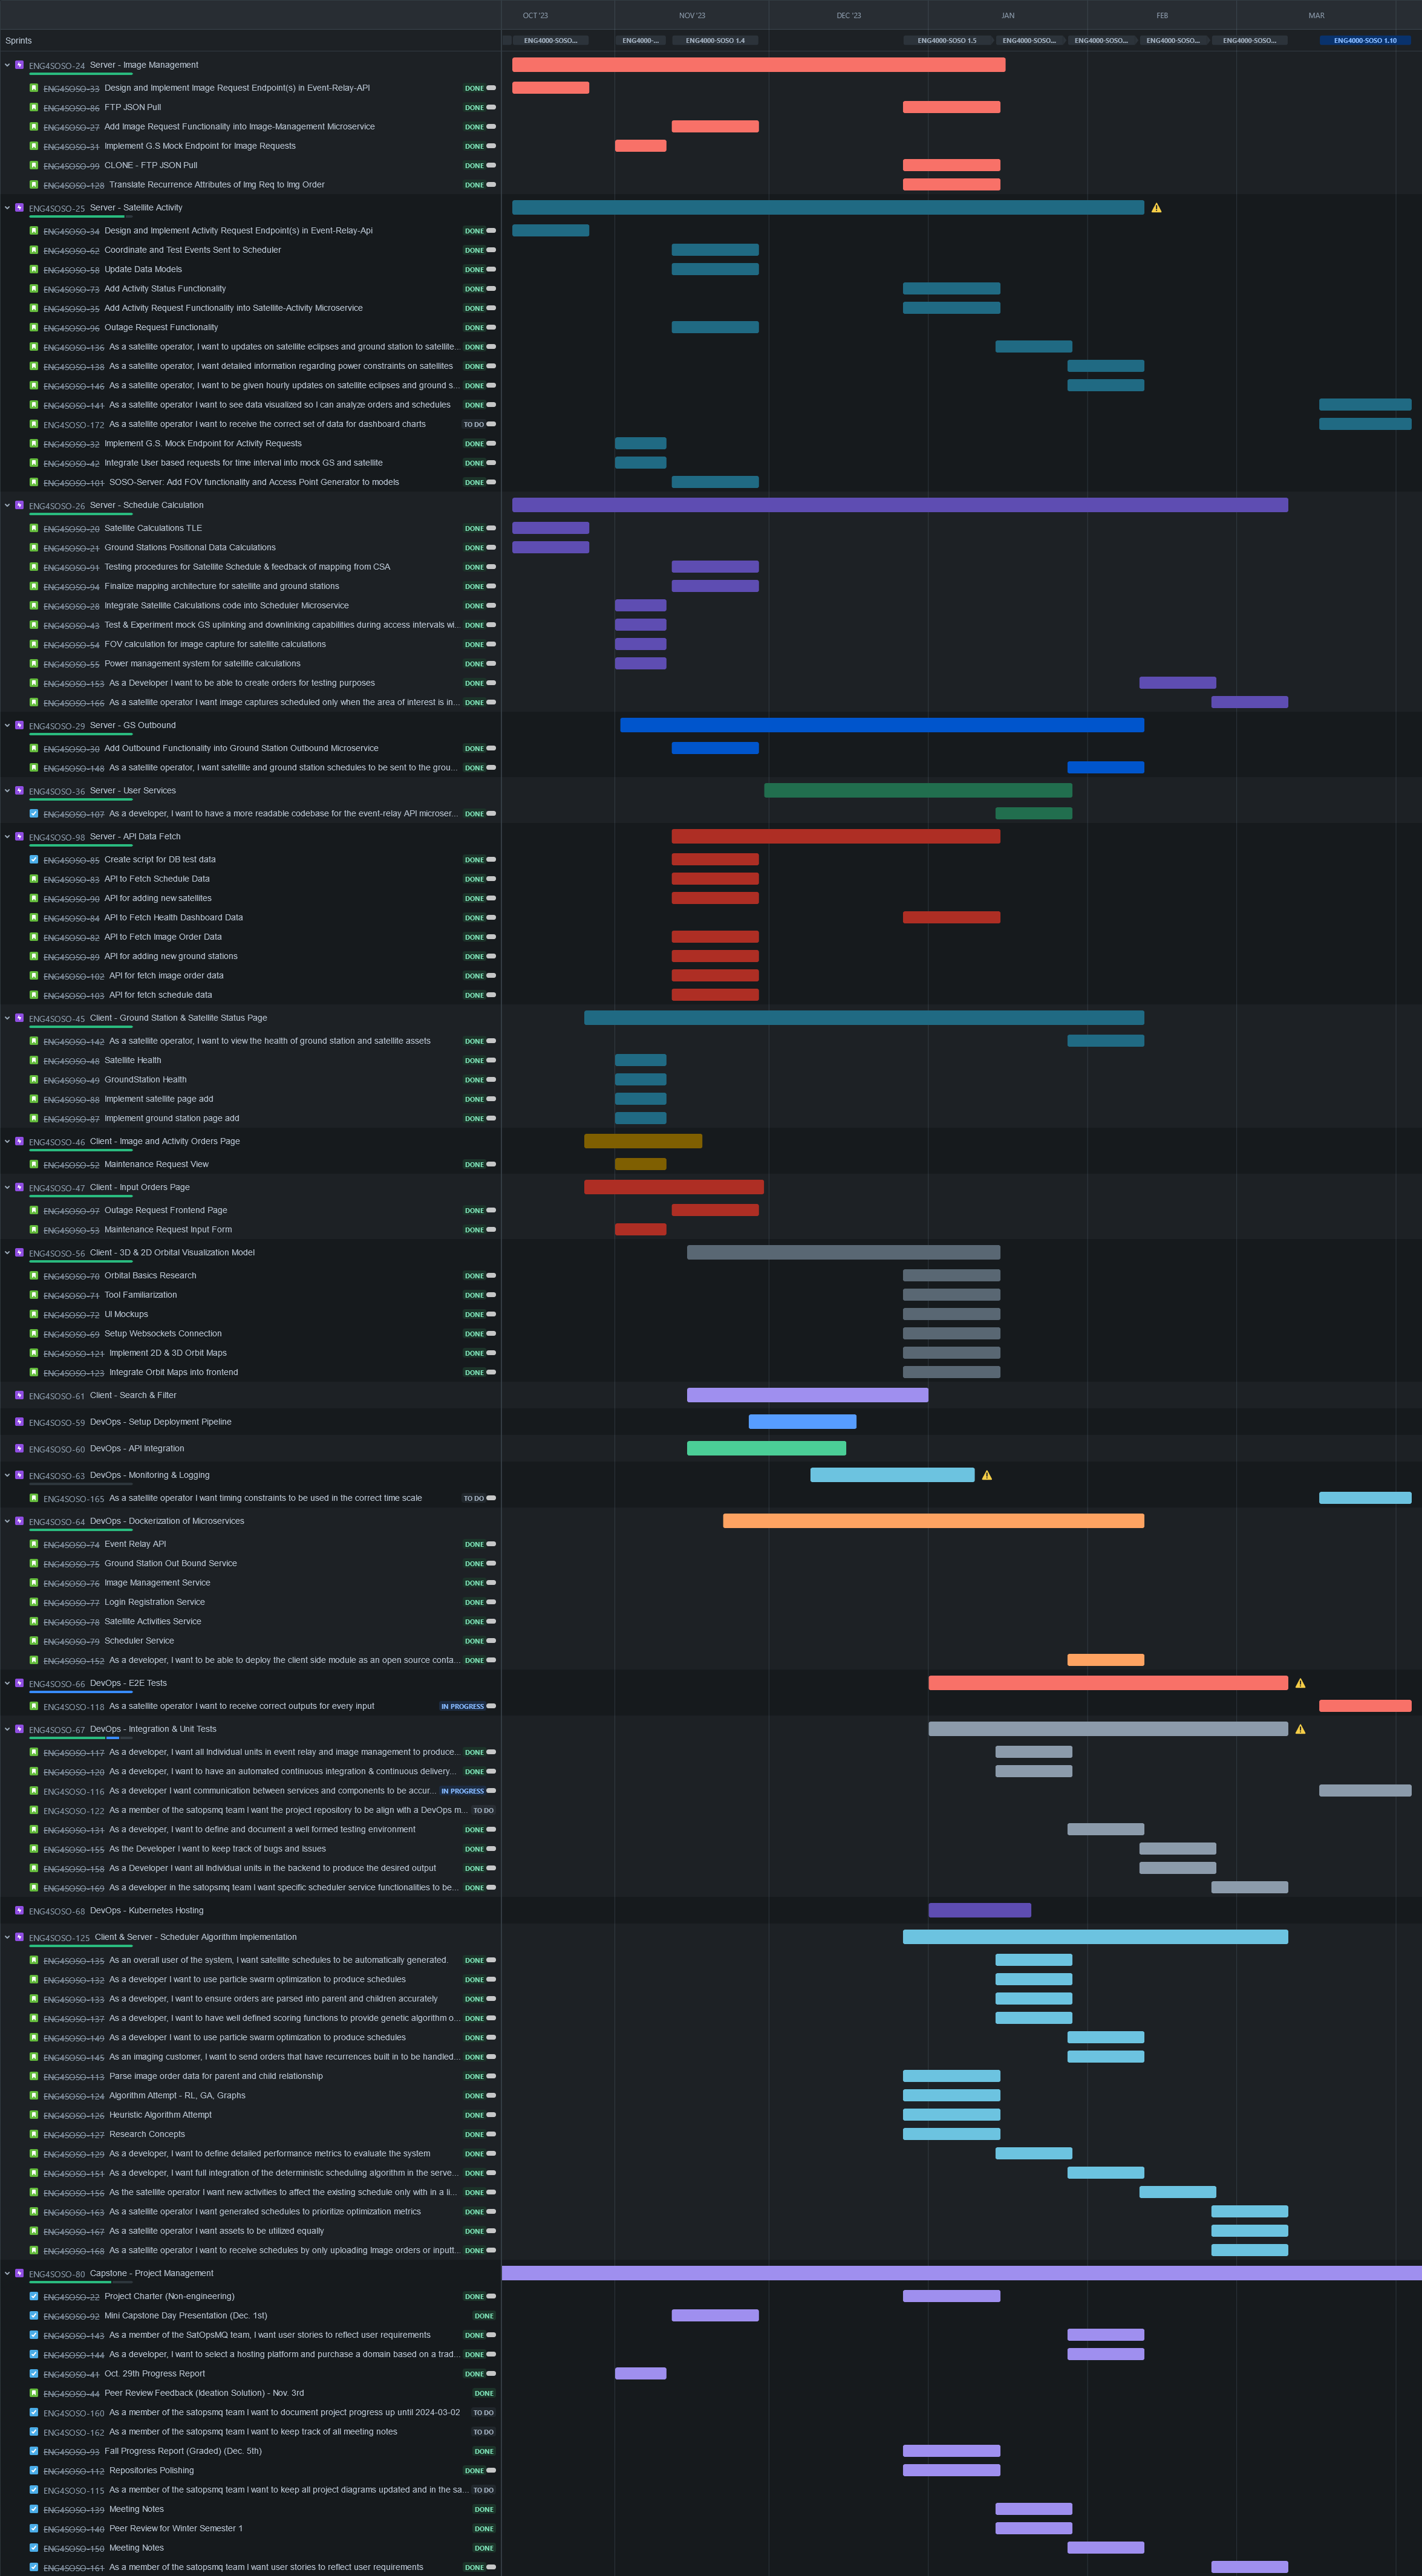 OCT '23 NOV '23 DEC '23 JAN FEB MAR
Sprints ENG4000-SOSO... ENG4000-... ENG4000-SOSO 1.4 ENG4000-SOSO 1.5 ENG4000-SOSO... ENG4000-SOSO... ENG4000-SOSO... ENG4000-SOSO... ENG4000-SOSO 1.10
ENG4SOSO-24 Server - Image Management
ENG4SOSO-33 Design and Implement Image Request Endpoint(s) in Event-Relay-API DONE
ENG4SOSO-86 FTP JSON Pull DONE
ENG4SOSO-27 Add Image Request Functionality into Image-Management Microservice DONE
ENG4SOSO-31 Implement G.S Mock Endpoint for Image Requests DONE
ENG4SOSO-99 CLONE - FTP JSON Pull DONE
ENG4SOSO-128 Translate Recurrence Attributes of Img Req to Img Order DONE
ENG4SOSO-25 Server - Satellite Activity
ENG4SOSO-34 Design and Implement Activity Request Endpoint(s) in Event-Relay-Api DONE
ENG4SOSO-62 Coordinate and Test Events Sent to Scheduler DONE
ENG4SOSO-58 Update Data Models DONE
ENG4SOSO-73 Add Activity Status Functionality DONE
ENG4SOSO-35 Add Activity Request Functionality into Satellite-Activity Microservice DONE
ENG4SOSO-96 Outage Request Functionality DONE
ENG4SOSO-136 As a satellite operator, I want to updates on satellite eclipses and ground station to satellite... DONE
ENG4SOSO-138 As a satellite operator, I want detailed information regarding power constraints on satellites DONE
ENG4SOSO-146 As a satellite operator, I want to be given hourly updates on satellite eclipses and ground s... DONE
ENG4SOSO-141 As a satellite operator I want to see data visualized so I can analyze orders and schedules DONE
ENG4SOSO-172 As a satellite operator I want to receive the correct set of data for dashboard charts TO DO
ENG4SOSO-32 Implement G.S. Mock Endpoint for Activity Requests DONE
ENG4SOSO-42 Integrate User based requests for time interval into mock GS and satellite DONE
ENG4SOSO-101 SOSO-Server: Add FOV functionality and Access Point Generator to models DONE
ENG4SOSO-26 Server - Schedule Calculation
ENG4SOSO-20 Satellite Calculations TLE DONE
ENG4SOSO-21 Ground Stations Positional Data Calculations DONE
ENG4SOSO-91 Testing procedures for Satellite Schedule & feedback of mapping from CSA DONE
ENG4SOSO-94 Finalize mapping architecture for satellite and ground stations DONE
ENG4SOSO-28 Integrate Satellite Calculations code into Scheduler Microservice DONE
ENG4SOSO-43 Test & Experiment mock GS uplinking and downlinking capabilities during access intervals wi... DONE
ENG4SOSO-54 FOV calculation for image capture for satellite calculations DONE
ENG4SOSO-55 Power management system for satellite calculations DONE
ENG4SOSO-153 As a Developer I want to be able to create orders for testing purposes DONE
ENG4SOSO-166 As a satellite operator I want image captures scheduled only when the area of interest is in... DONE
ENG4SOSO-29 Server - GS Outbound
ENG4SOSO-30 Add Outbound Functionality into Ground Station Outbound Microservice DONE
ENG4SOSO-148 As a satellite operator, I want satellite and ground station schedules to be sent to the grou... DONE
ENG4SOSO-36 Server - User Services
ENG4SOSO-107 As a developer, I want to have a more readable codebase for the event-relay API microser... DONE
ENG4SOSO-98 Server - API Data Fetch
ENG4SOSO-85 Create script for DB test data DONE
ENG4SOSO-83 API to Fetch Schedule Data DONE
ENG4SOSO-90 API for adding new satellites DONE
ENG4SOSO-84 API to Fetch Health Dashboard Data DONE
ENG4SOSO-82 API to Fetch Image Order Data DONE
ENG4SOSO-89 API for adding new ground stations DONE
ENG4SOSO-102 API for fetch image order data DONE
ENG4SOSO-103 API for fetch schedule data DONE
ENG4SOSO-45 Client - Ground Station & Satellite Status Page
ENG4SOSO-142 As a satellite operator, I want to view the health of ground station and satellite assets DONE
ENG4SOSO-48 Satellite Health DONE
ENG4SOSO-49 GroundStation Health DONE
ENG4SOSO-88 Implement satellite page add DONE
ENG4SOSO-87 Implement ground station page add DONE
ENG4SOSO-46 Client - Image and Activity Orders Page
ENG4SOSO-52 Maintenance Request View DONE
ENG4SOSO-47 Client - Input Orders Page
ENG4SOSO-97 Outage Request Frontend Page DONE
ENG4SOSO-53 Maintenance Request Input Form DONE
ENG4SOSO-56 Client - 3D & 2D Orbital Visualization Model
ENG4SOSO-70 Orbital Basics Research DONE
ENG4SOSO-71 Tool Familiarization DONE
ENG4SOSO-72 UI Mockups DONE
ENG4SOSO-69 Setup Websockets Connection DONE
ENG4SOSO-121 Implement 2D & 3D Orbit Maps DONE
ENG4SOSO-123 Integrate Orbit Maps into frontend DONE
ENG4SOSO-61 Client - Search & Filter
ENG4SOSO-59 DevOps - Setup Deployment Pipeline
ENG4SOSO-60 DevOps - API Integration
ENG4SOSO-63 DevOps - Monitoring & Logging
ENG4SOSO-165 As a satellite operator I want timing constraints to be used in the correct time scale TO DO
ENG4SOSO-64 DevOps - Dockerization of Microservices
ENG4SOSO-74 Event Relay API DONE
ENG4SOSO-75 Ground Station Out Bound Service DONE
ENG4SOSO-76 Image Management Service DONE
ENG4SOSO-77 Login Registration Service DONE
ENG4SOSO-78 Satellite Activities Service DONE
ENG4SOSO-79 Scheduler Service DONE
ENG4SOSO-152 As a developer, I want to be able to deploy the client side module as an open source conta... DONE
ENG4SOSO-66 DevOps - E2E Tests
ENG4SOSO-118 As a satellite operator I want to receive correct outputs for every input IN PROGRESS
ENG4SOSO-67 DevOps - Integration & Unit Tests
ENG4SOSO-117 As a developer, I want all Individual units in event relay and image management to produce... DONE
ENG4SOSO-120 As a developer, I want to have an automated continuous integration & continuous delivery... DONE
ENG4SOSO-116 As a developer I want communication between services and components to be accur... IN PROGRESS
ENG4SOSO-122 As a member of the satopsmq team I want the project repository to be align with a DevOps m... TO DO
ENG4SOSO-131 As a developer, I want to define and document a well formed testing environment DONE
ENG4SOSO-155 As the Developer I want to keep track of bugs and Issues DONE
ENG4SOSO-158 As a Developer I want all Individual units in the backend to produce the desired output DONE
ENG4SOSO-169 As a developer in the satopsmq team I want specific scheduler service functionalities to be... DONE
ENG4SOSO-68 DevOps - Kubernetes Hosting
ENG4SOSO-125 Client & Server - Scheduler Algorithm Implementation
ENG4SOSO-135 As an overall user of the system, I want satellite schedules to be automatically generated. DONE
ENG4SOSO-132 As a developer I want to use particle swarm optimization to produce schedules DONE
ENG4SOSO-133 As a developer, I want to ensure orders are parsed into parent and children accurately DONE
ENG4SOSO-137 As a developer, I want to have well defined scoring functions to provide genetic algorithm o... DONE
ENG4SOSO-149 As a developer I want to use particle swarm optimization to produce schedules DONE
ENG4SOSO-145 As an imaging customer, I want to send orders that have recurrences built in to be handled... DONE
ENG4SOSO-113 Parse image order data for parent and child relationship DONE
ENG4SOSO-124 Algorithm Attempt - RL, GA, Graphs DONE
ENG4SOSO-126 Heuristic Algorithm Attempt DONE
ENG4SOSO-127 Research Concepts DONE
ENG4SOSO-129 As a developer, I want to define detailed performance metrics to evaluate the system DONE
ENG4SOSO-151 As a developer, I want full integration of the deterministic scheduling algorithm in the serve... DONE
ENG4SOSO-156 As the satellite operator I want new activities to affect the existing schedule only with in a li... DONE
ENG4SOSO-163 As a satellite operator I want generated schedules to prioritize optimization metrics DONE
ENG4SOSO-167 As a satellite operator I want assets to be utilized equally DONE
ENG4SOSO-168 As a satellite operator I want to receive schedules by only uploading Image orders or inputt... DONE
ENG4SOSO-80 Capstone - Project Management
ENG4SOSO-22 Project Charter (Non-engineering) DONE
ENG4SOSO-92 Mini Capstone Day Presentation (Dec. 1st) DONE
ENG4SOSO-143 As a member of the SatOpsMQ team, I want user stories to reflect user requirements DONE
ENG4SOSO-144 As a developer, I want to select a hosting platform and purchase a domain based on a trad... DONE
ENG4SOSO-41 Oct. 29th Progress Report DONE
ENG4SOSO-44 Peer Review Feedback (Ideation Solution) - Nov. 3rd DONE
ENG4SOSO-160 As a member of the satopsmq team I want to document project progress up until 2024-03-02 TO DO
ENG4SOSO-162 As a member of the satopsmq team I want to keep track of all meeting notes TO DO
ENG4SOSO-93 Fall Progress Report (Graded) (Dec. 5th) DONE
ENG4SOSO-112 Repositories Polishing DONE
ENG4SOSO-115 As a member of the satopsmq team I want to keep all project diagrams updated and in the sa... TO DO
ENG4SOSO-139 Meeting Notes DONE
ENG4SOSO-140 Peer Review for Winter Semester 1 DONE
ENG4SOSO-150 Meeting Notes DONE
ENG4SOSO-161 As a member of the satopsmq team I want user stories to reflect user requirements DONE